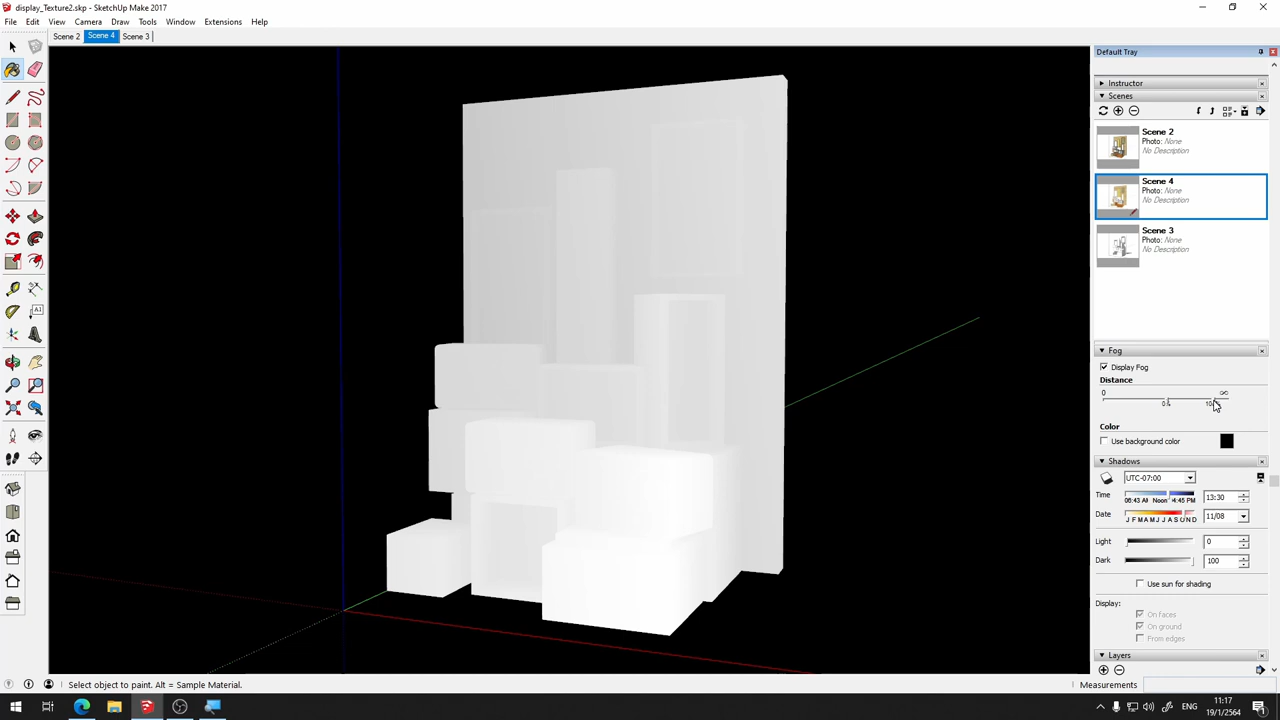 display_Texture2.skp - SketchUp Make 2017
File Edit View Camera Draw Tools Window Extensions Help
Scene 2 Scene 4 Scene 3
Default Tray
Instructor
Scenes
Scene 2
Photo: None
No Description
Scene 4
Photo: None
No Description
Scene 3
Photo: None
No Description
Fog
Display Fog
Distance
0 ∞
0%
Color
Use background color
Shadows
UTC-07:00
Time 06:43 AM Noon 4:45 PM 13:30
Date J F M A M J J A S O N D 11/08
Light 0
Dark 100
Use sun for shading
Display:
On faces
On ground
From edges
Layers
Select object to paint. Alt = Sample Material.
Measurements
ENG
11:17
19/1/2564